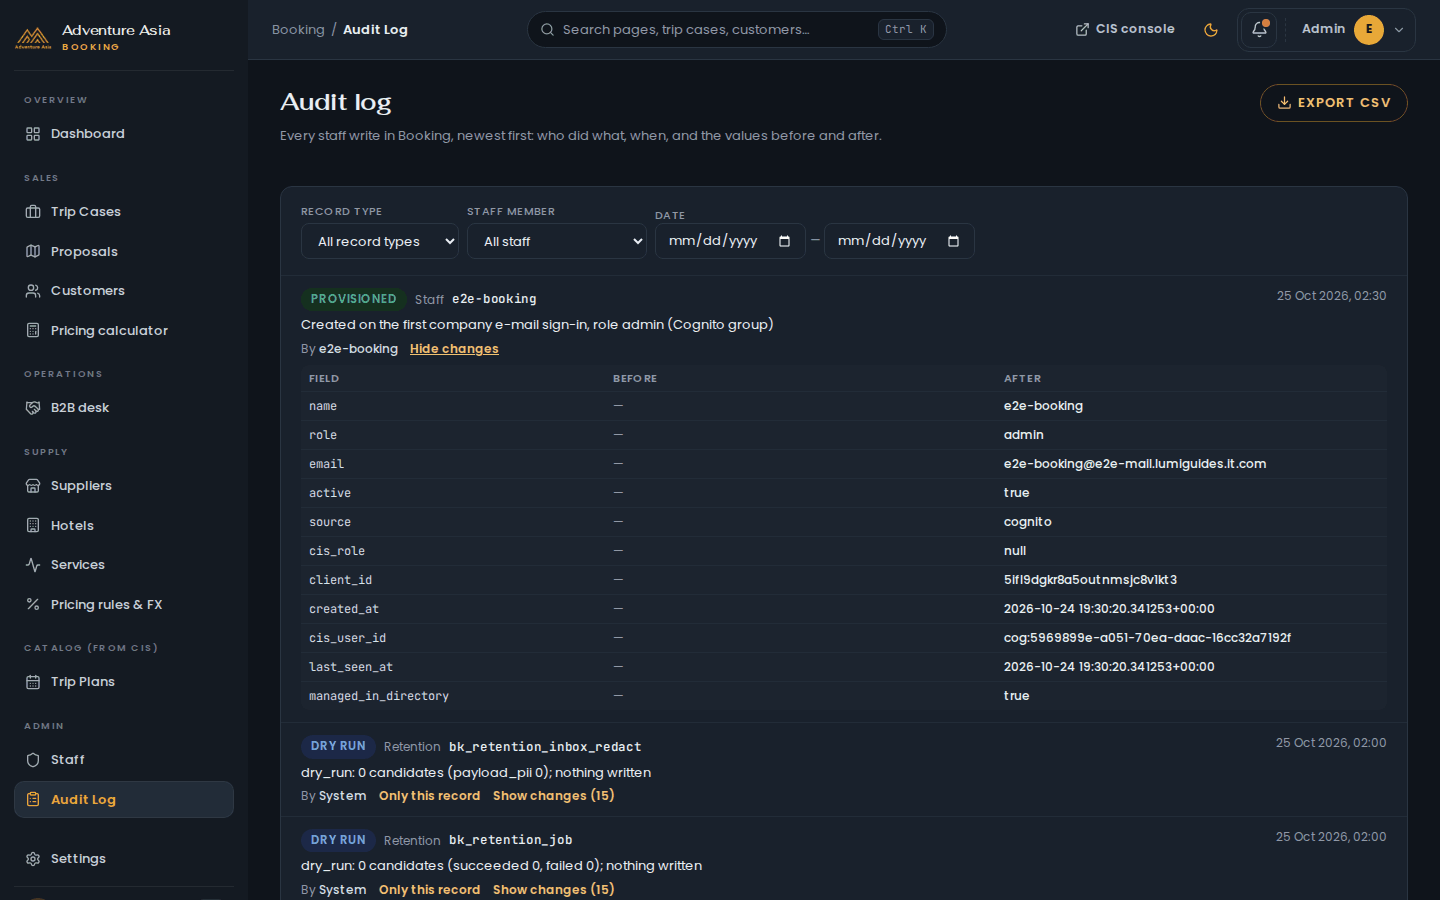 Adventure Asia
BOOKING
Adventure Asia
OVERVIEW
Dashboard
SALES
Trip Cases
Proposals
Customers
Pricing calculator
OPERATIONS
B2B desk
SUPPLY
Suppliers
Hotels
Services
Pricing rules & FX
CATALOG (FROM CIS)
Trip Plans
ADMIN
Staff
Audit Log
Settings
Booking / Audit Log
Search pages, trip cases, customers…
Ctrl K
CIS console
Admin
E
Audit log
Every staff write in Booking, newest first: who did what, when, and the values before and after.
EXPORT CSV
RECORD TYPE
All record types
STAFF MEMBER
All staff
DATE
mm/dd/yyyy – mm/dd/yyyy
PROVISIONED Staff e2e-booking 25 Oct 2026, 02:30
Created on the first company e-mail sign-in, role admin (Cognito group)
By e2e-booking Hide changes
FIELD BEFORE AFTER
name — e2e-booking
role — admin
email — e2e-booking@e2e-mail.lumiguides.it.com
active — true
source — cognito
cis_role — null
client_id — 5ifl9dgkr8a5outnmsjc8v1kt3
created_at — 2026-10-24 19:30:20.341253+00:00
cis_user_id — cog:5969899e-a051-70ea-daac-16cc32a7192f
last_seen_at — 2026-10-24 19:30:20.341253+00:00
managed_in_directory — true
DRY RUN Retention bk_retention_inbox_redact 25 Oct 2026, 02:00
dry_run: 0 candidates (payload_pii 0); nothing written
By System Only this record Show changes (15)
DRY RUN Retention bk_retention_job 25 Oct 2026, 02:00
dry_run: 0 candidates (succeeded 0, failed 0); nothing written
By System Only this record Show changes (15)